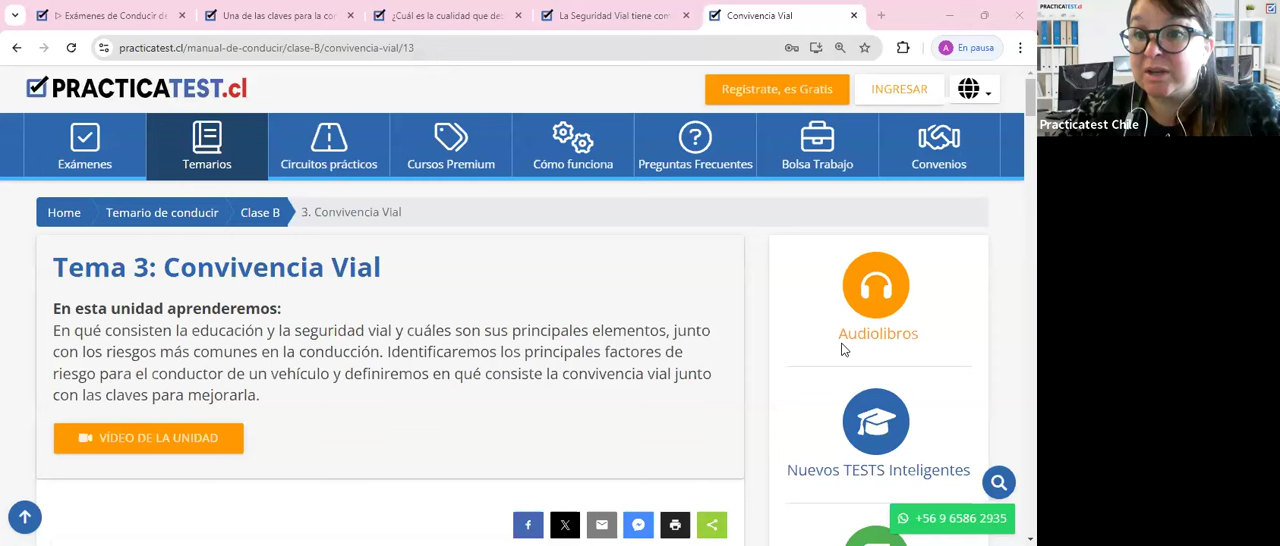 Exámenes de Conducir de
Una de las claves para la con
¿Cuál es la cualidad que deb
La Seguridad Vial tiene com
Convivencia Vial
practicatest.cl/manual-de-conducir/clase-B/convivencia-vial/13
A
En pausa
PRACTICATEST.cl
Practicatest Chile
PRACTICATEST.cl
Regístrate, es Gratis
INGRESAR
Exámenes
Temarios
Circuitos prácticos
Cursos Premium
Cómo funciona
Preguntas Frecuentes
Bolsa Trabajo
Convenios
Home
Temario de conducir
Clase B
3. Convivencia Vial
Tema 3: Convivencia Vial
En esta unidad aprenderemos:
En qué consisten la educación y la seguridad vial y cuáles son sus principales elementos, junto
con los riesgos más comunes en la conducción. Identificaremos los principales factores de
riesgo para el conductor de un vehículo y definiremos en qué consiste la convivencia vial junto
con las claves para mejorarla.
VÍDEO DE LA UNIDAD
Audiolibros
Nuevos TESTS Inteligentes
+56 9 6586 2935